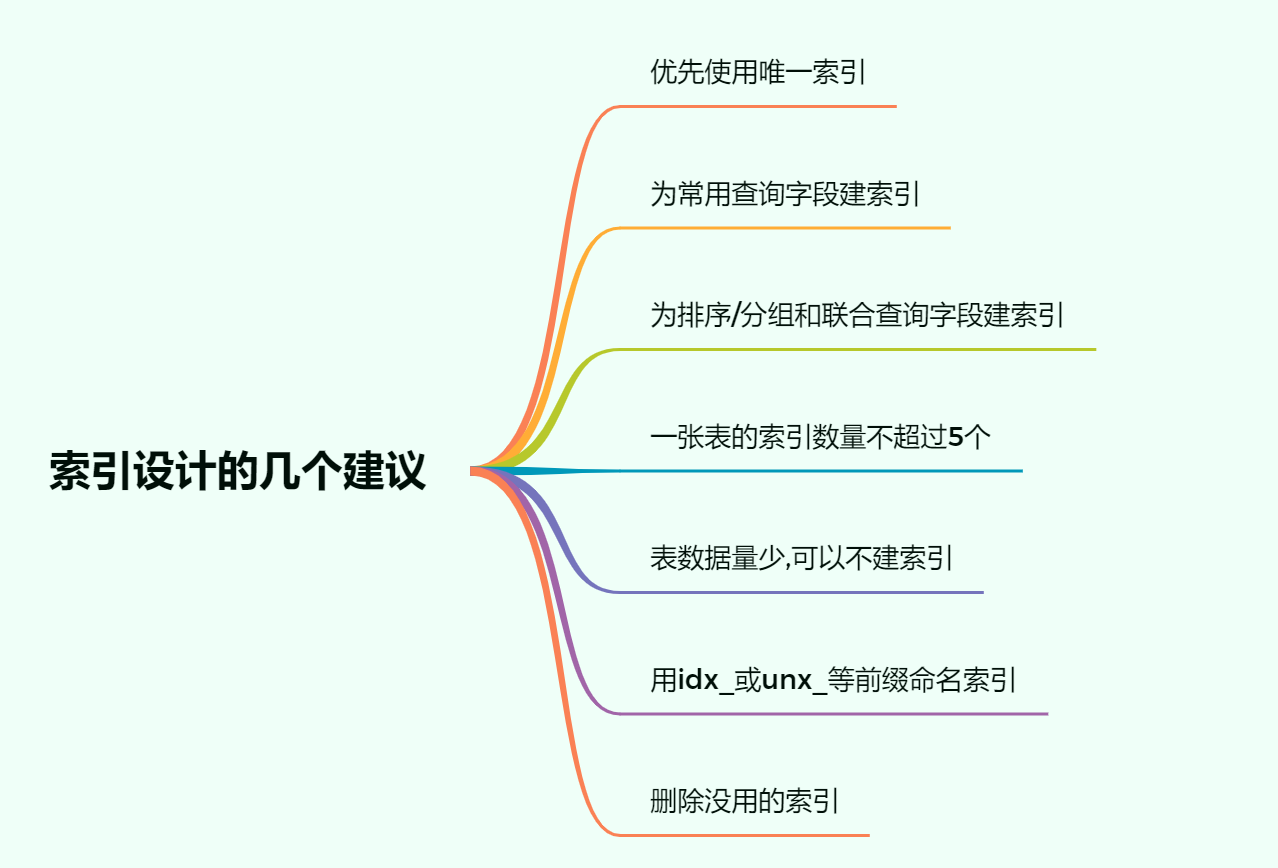 优先使用唯一索引
为常用查询字段建索引
为排序/分组和联合查询字段建索引
一张表的索引数量不超过5个
索引设计的几个建议
表数据量少,可以不建索引
用idx_或unx_等前缀命名索引
删除没用的索引